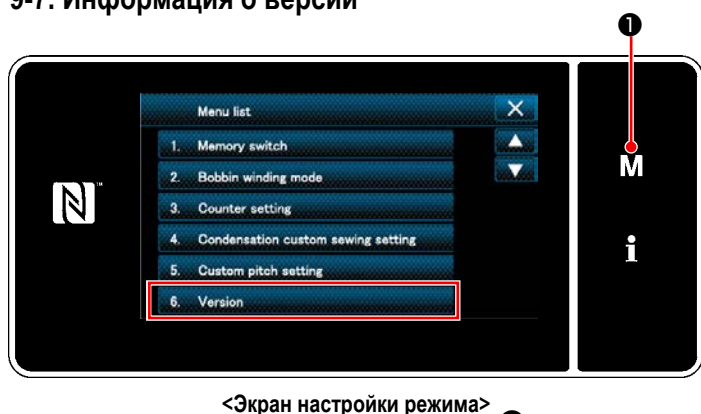 9-7. Информация о версии
❶
Menu list
1. Memory switch
2. Bobbin winding mode
3. Counter setting
4. Condensation custom sewing setting
5. Custom pitch setting
6. Version
M
i
<Экран настройки режима>